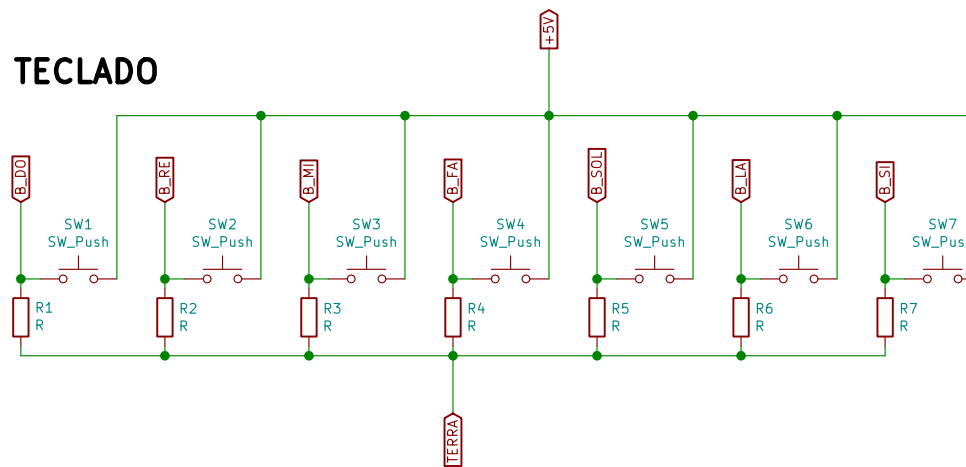 +5V
TECLADO
B_DO
B_RE
B_MI
B_FA
B_SOL
B_LA
B_SI
SW1
SW_Push
SW2
SW_Push
SW3
SW_Push
SW4
SW_Push
SW5
SW_Push
SW6
SW_Push
SW7
SW_Push
R1
R
R2
R
R3
R
R4
R
R5
R
R6
R
R7
R
TERRA